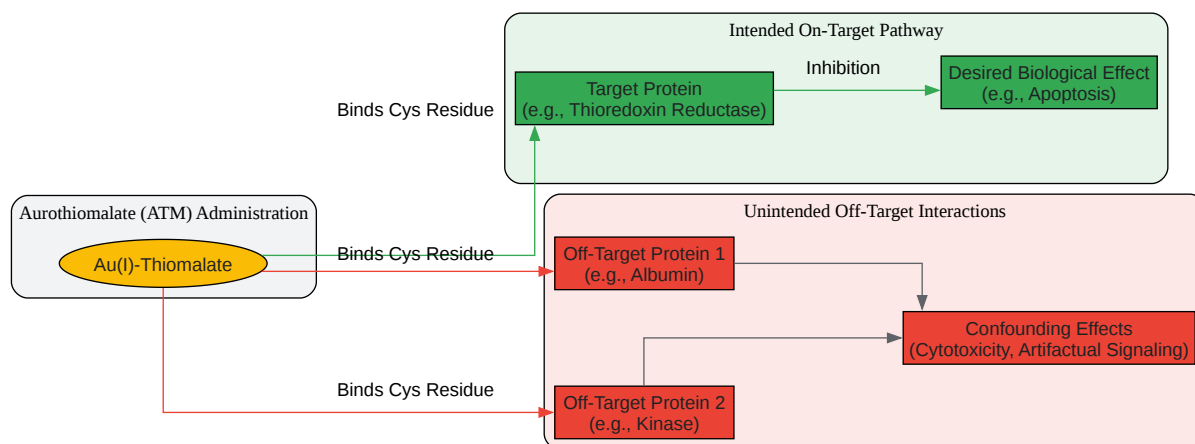 Intended On-Target Pathway
Target Protein
(e.g., Thioredoxin Reductase)
Inhibition
Desired Biological Effect
(e.g., Apoptosis)
Binds Cys Residue
Aurothiomalate (ATM) Administration
Au(I)-Thiomalate
Unintended Off-Target Interactions
Binds Cys Residue
Off-Target Protein 1
(e.g., Albumin)
Confounding Effects
(Cytotoxicity, Artifactual Signaling)
Binds Cys Residue
Off-Target Protein 2
(e.g., Kinase)